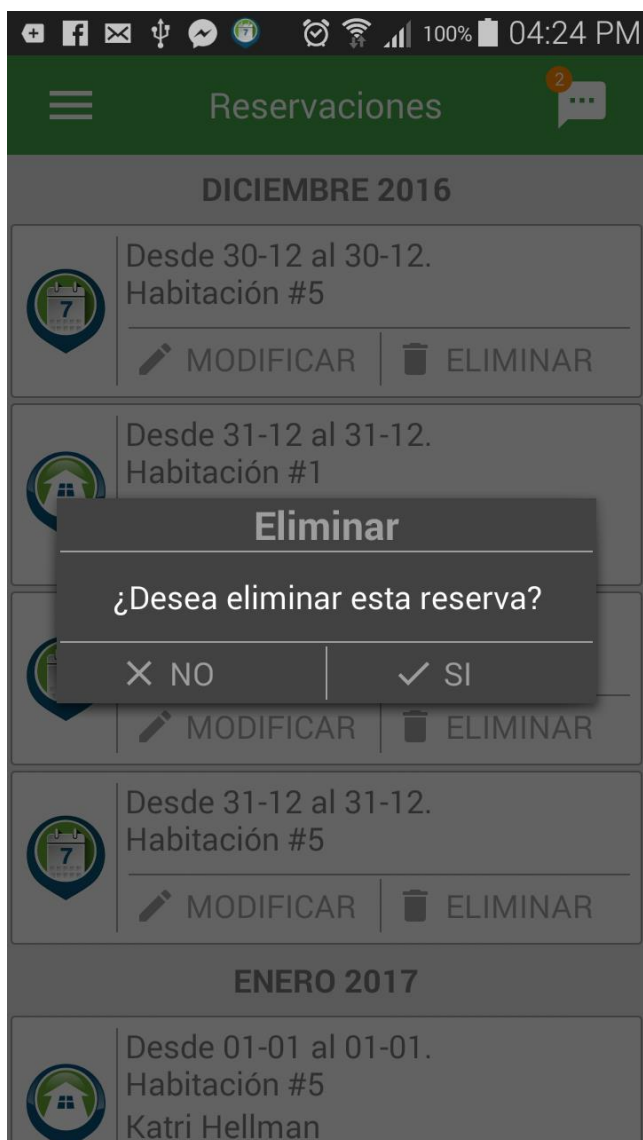 100% 04:24 PM
Reservaciones
2
DICIEMBRE 2016
Desde 30-12 al 30-12.
Habitación #5
7
MODIFICAR ELIMINAR
Desde 31-12 al 31-12.
Habitación #1
Eliminar
¿Desea eliminar esta reserva?
NO SI
MODIFICAR ELIMINAR
Desde 31-12 al 31-12.
Habitación #5
7
MODIFICAR ELIMINAR
ENERO 2017
Desde 01-01 al 01-01.
Habitación #5
Katri Hellman